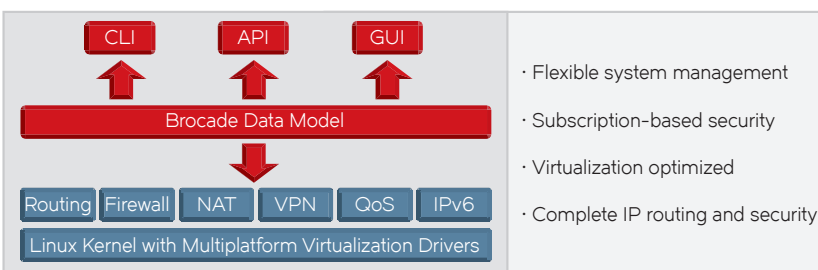 CLI API GUI
Brocade Data Model
Routing Firewall NAT VPN QoS IPv6
Linux Kernel with Multiplatform Virtualization Drivers
· Flexible system management
· Subscription-based security
· Virtualization optimized
· Complete IP routing and security